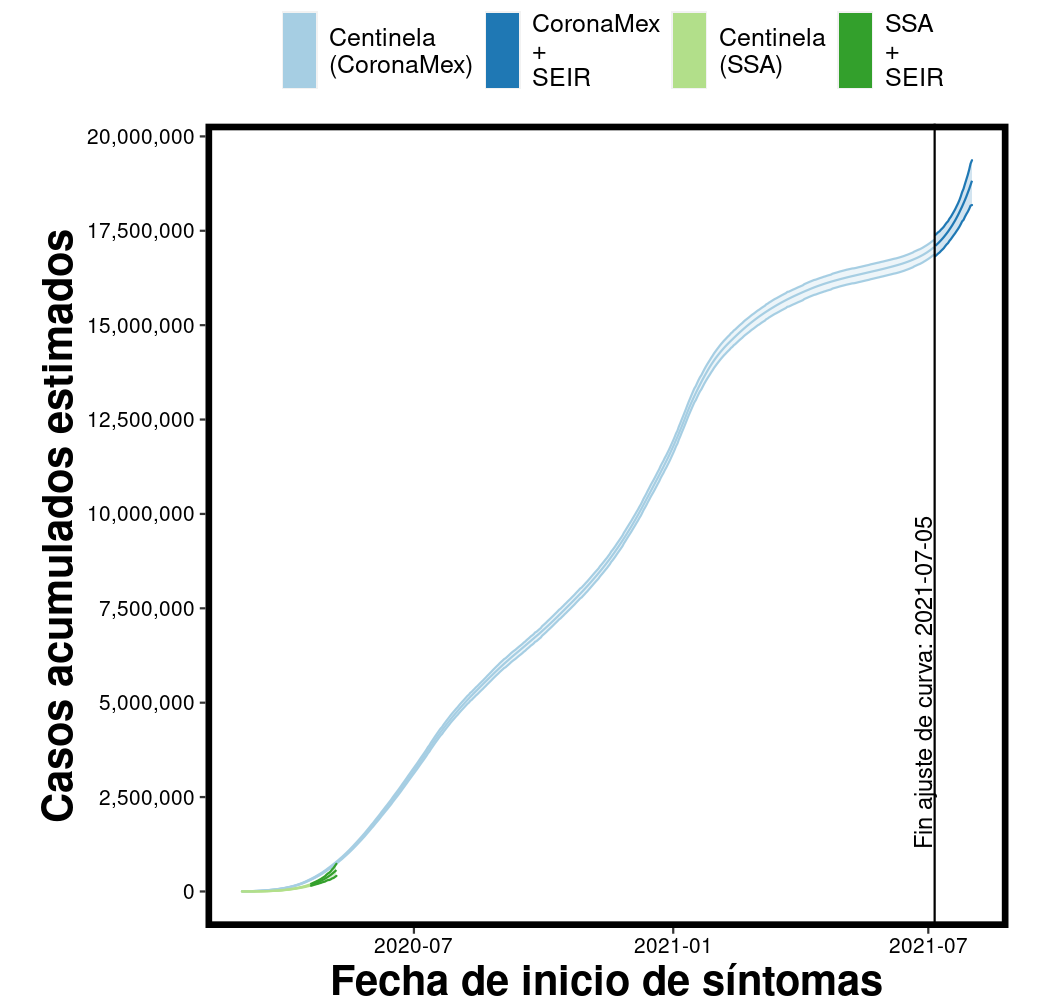 Centinela
(CoronaMex)
CoronaMex
+
SEIR
Centinela
(SSA)
SSA
+
SEIR
Casos acumulados estimados
20,000,000
17,500,000
15,000,000
12,500,000
10,000,000
7,500,000
5,000,000
2,500,000
0
Fin ajuste de curva: 2021-07-05
2020-07
2021-01
2021-07
Fecha de inicio de síntomas